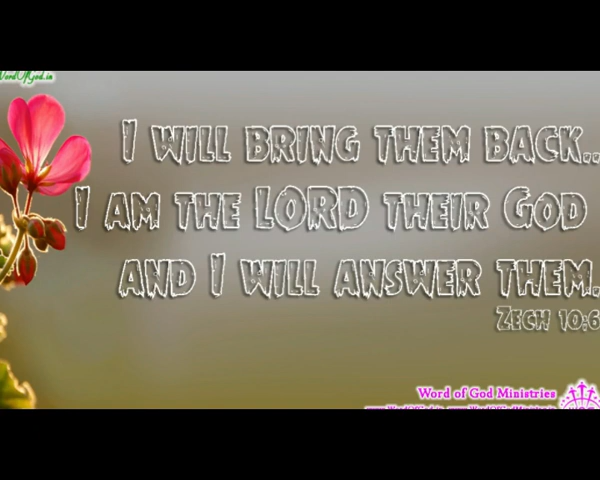 WordOfGod.in
I WILL BRING THEM BACK..
I AM THE LORD THEIR GOD
AND I WILL ANSWER THEM.
ZECH 10:6
Word of God Ministries